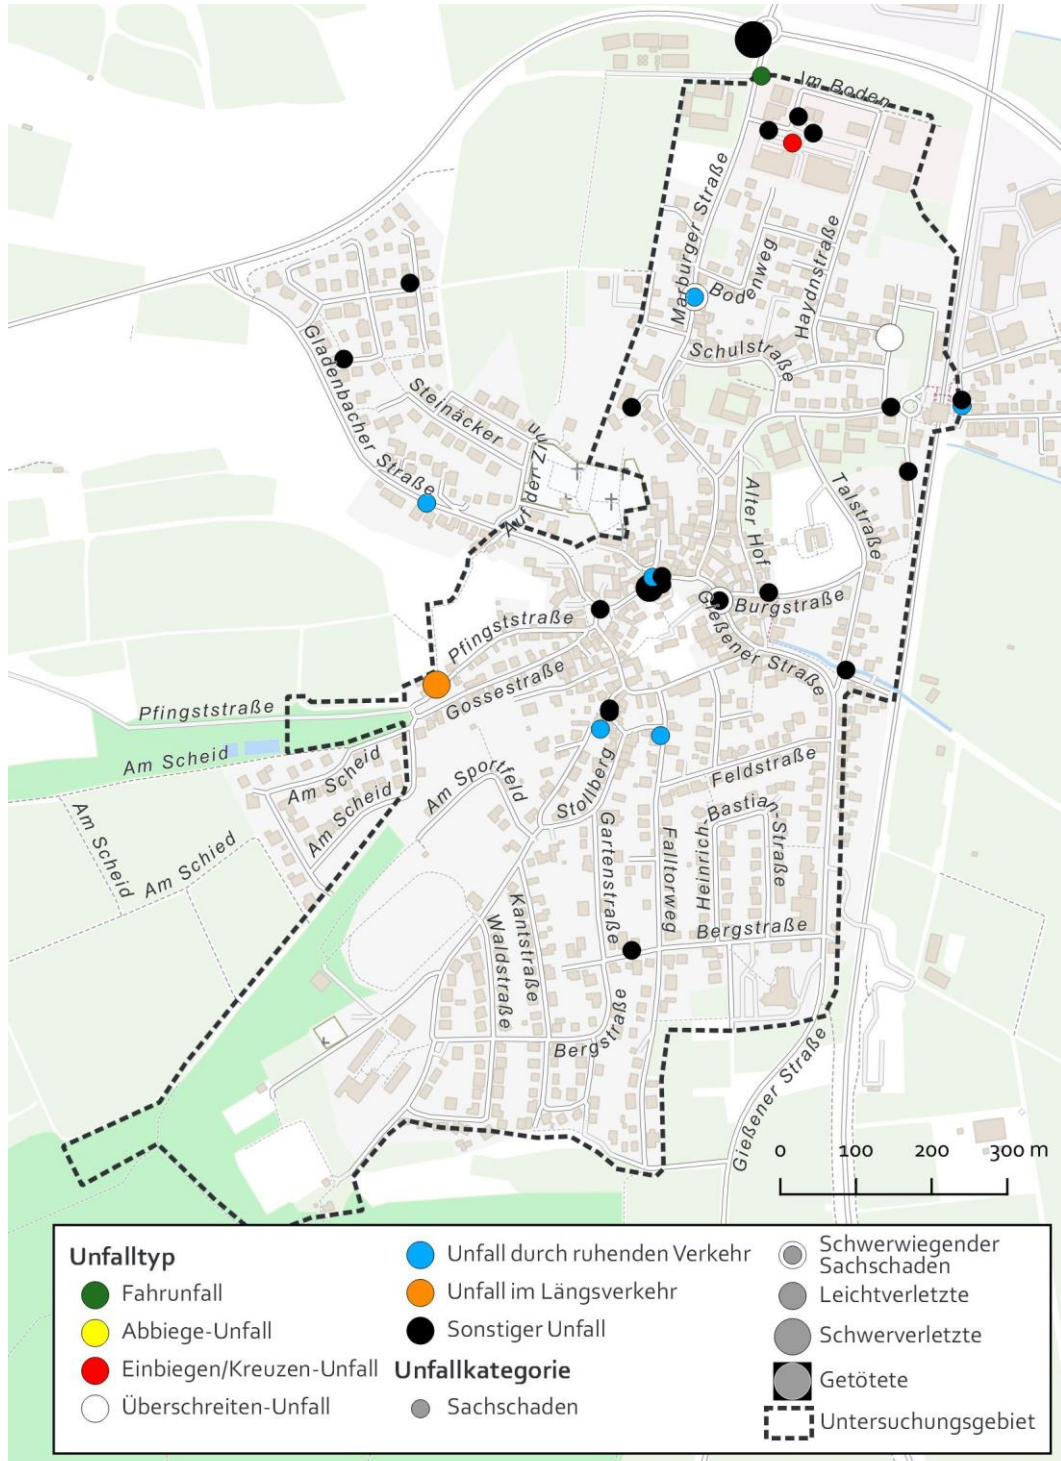 Im Boden
Marburger Straße
Bodenweg
Haydnstraße
Schulstraße
Gladenbacher Straße
Steinäcker
Auf der Zinn
Alter Hof
Talstraße
Burgstraße
Gießener Straße
Pfingststraße
Gossestraße
Pfingststraße
Am Scheid
Am Scheid
Am Scheid
Am Scheid
Am Schied
Am Sportfeld
Stollberg
Feldstraße
Gartenstraße
Falltorweg
Heinrich-Bastian-Straße
Kantstraße
Waldstraße
Bergstraße
Bergstraße
Gießener Straße
0 100 200 300 m
Unfalltyp
Fahrunfall
Abbiege-Unfall
Einbiegen/Kreuzen-Unfall
Überschreiten-Unfall
Unfall durch ruhenden Verkehr
Unfall im Längsverkehr
Sonstiger Unfall
Unfallkategorie
Sachschaden
Schwerwiegender
Sachschaden
Leichtverletzte
Schwerverletzte
Getötete
Untersuchungsgebiet